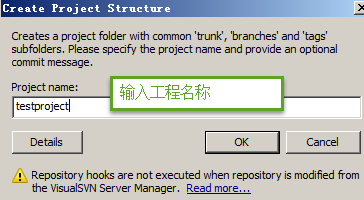 Create Project Structure
Creates a project folder with common 'trunk', 'branches' and 'tags'
subfolders. Please specify the project name and provide an optional
commit message.
Project name:
输入工程名称
testproject
Details
OK
Cancel
Repository hooks are not executed when repository is modified from
the VisualSVN Server Manager. Read more...